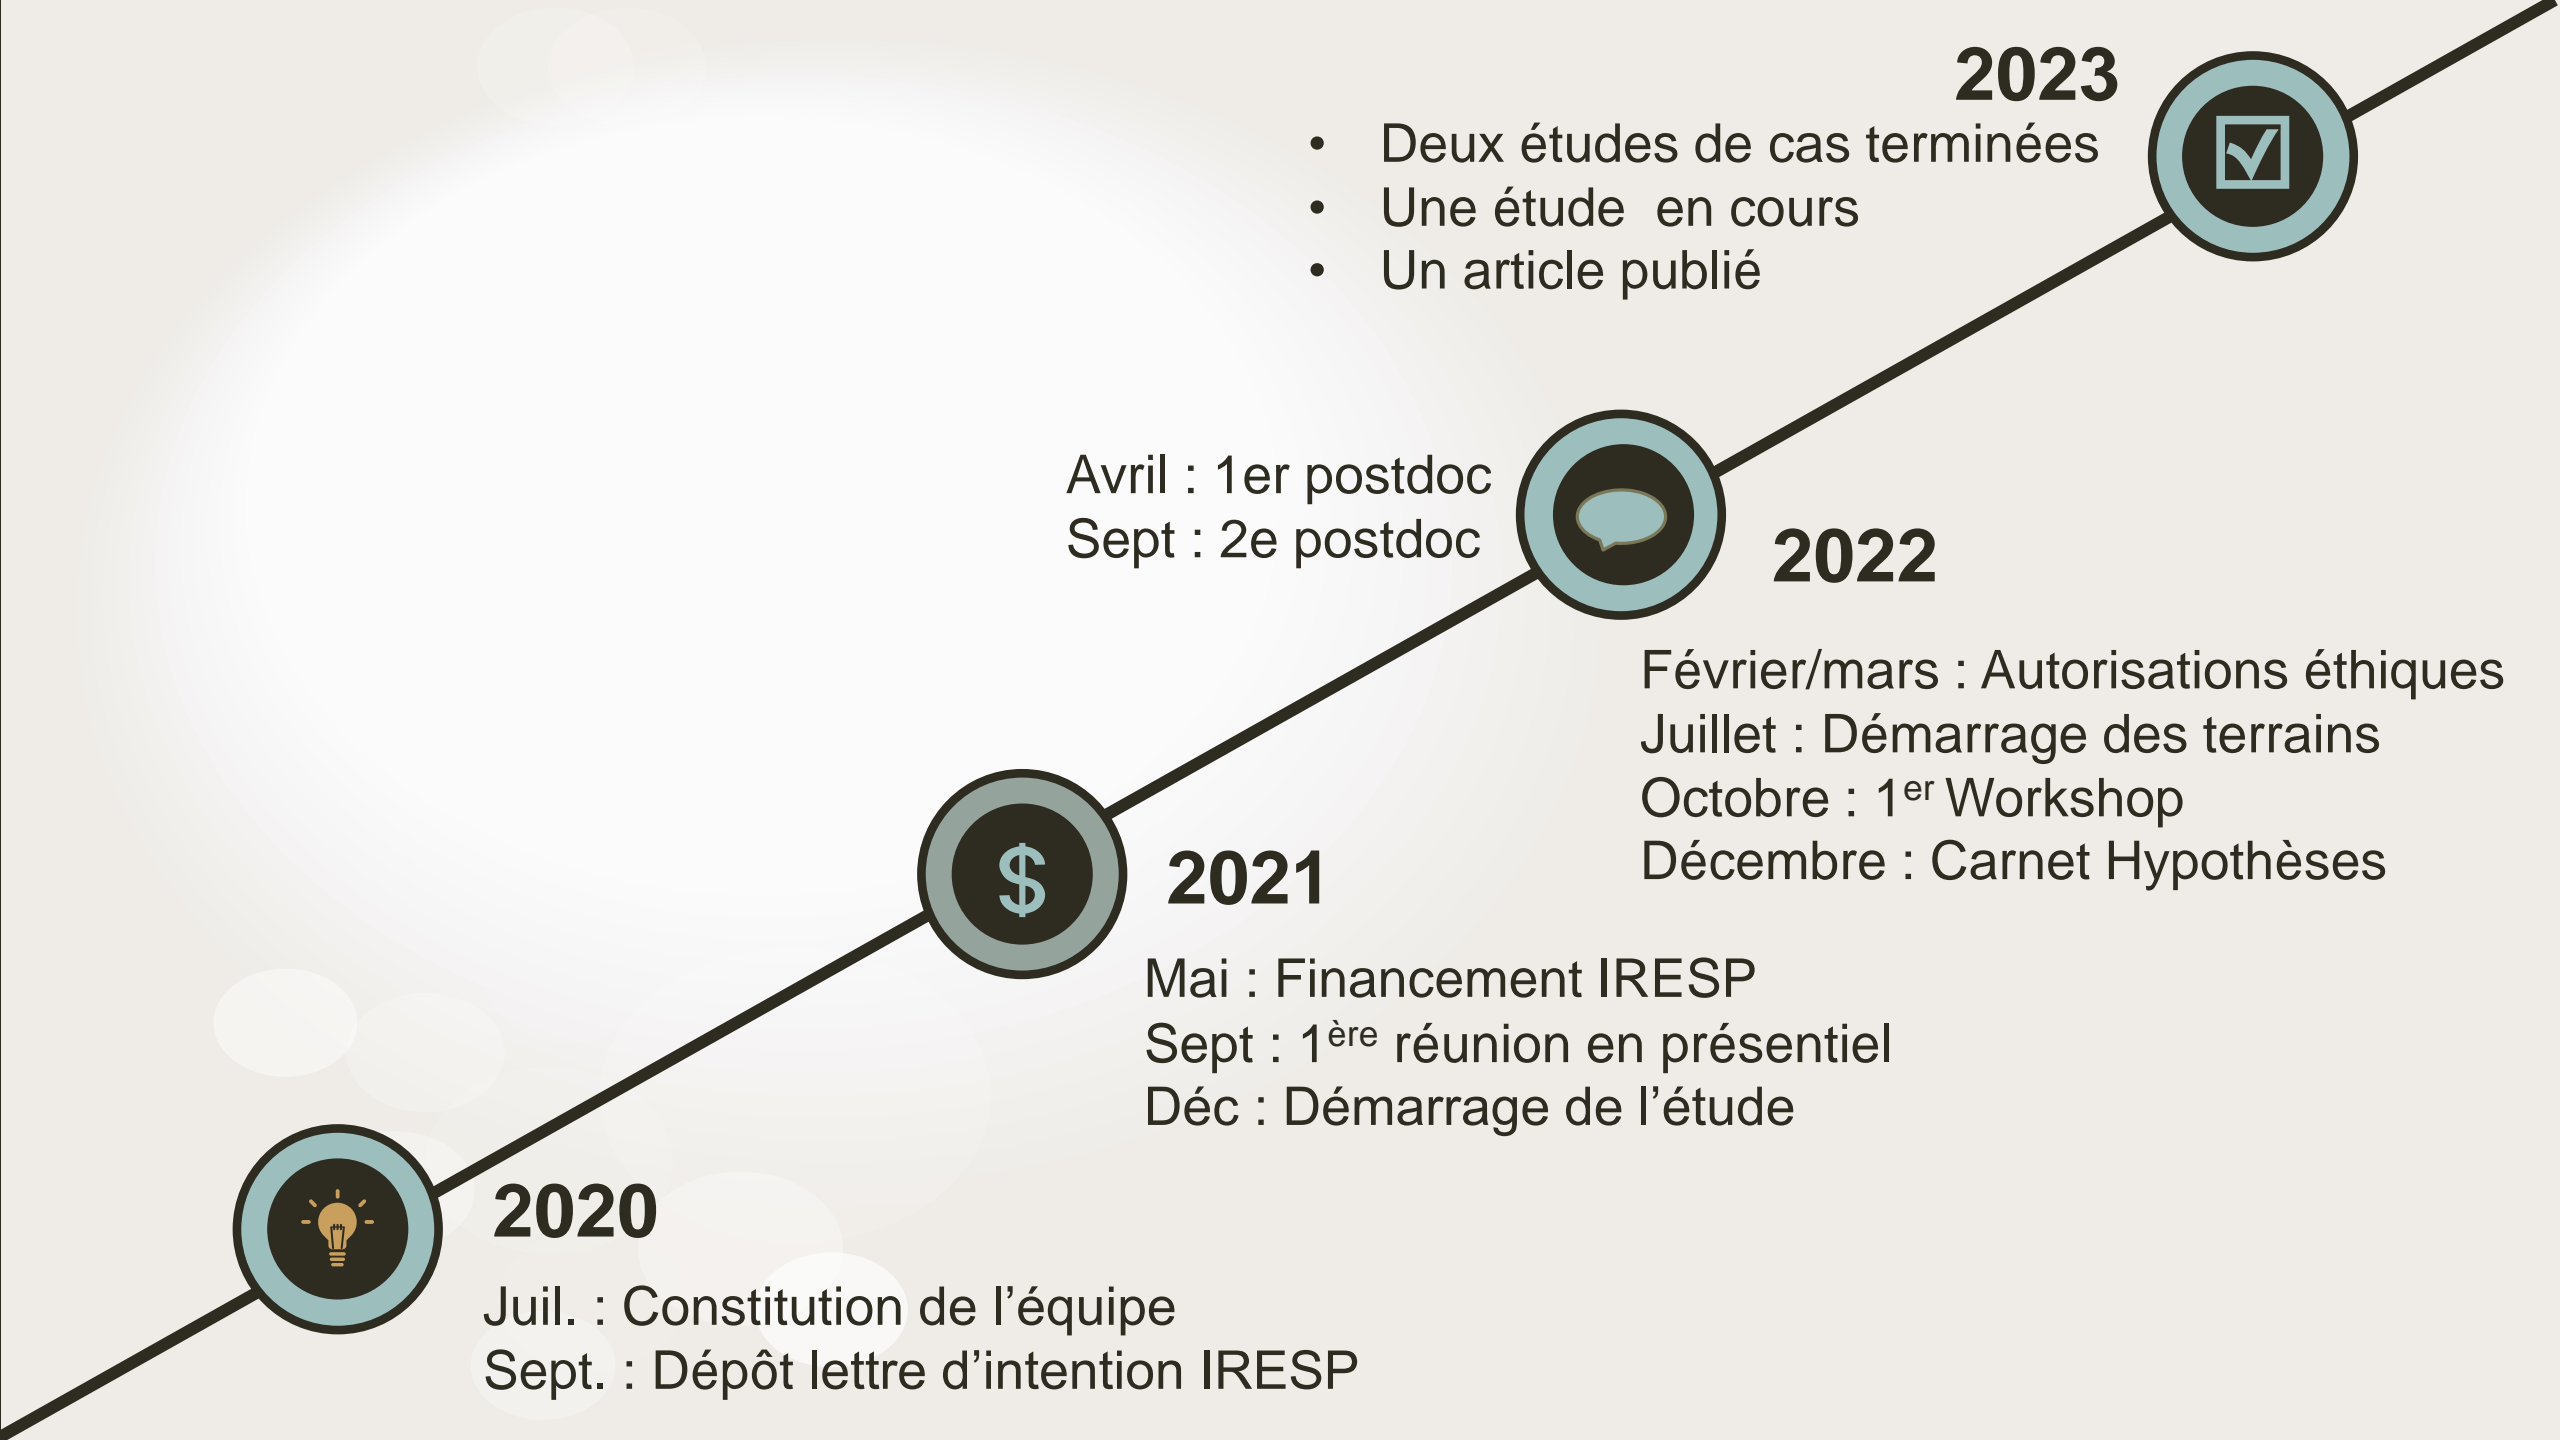 2023
• Deux études de cas terminées
• Une étude  en cours
• Un article publié
Avril : 1er postdoc
Sept : 2e postdoc
2022
Février/mars : Autorisations éthiques
Juillet : Démarrage des terrains
Octobre : 1er Workshop
Décembre : Carnet Hypothèses
$
2021
Mai : Financement IRESP
Sept : 1ère réunion en présentiel
Déc : Démarrage de l’étude
2020
Juil. : Constitution de l’équipe
Sept. : Dépôt lettre d’intention IRESP